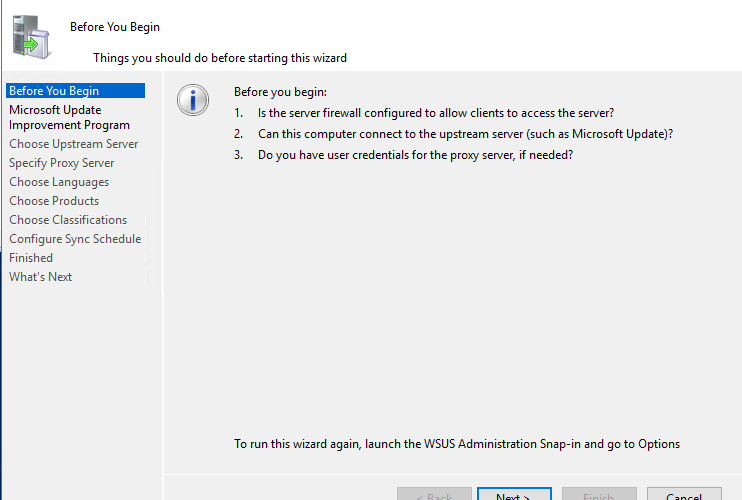 Before You Begin
Things you should do before starting this wizard
Before You Begin
Microsoft Update
Improvement Program
Choose Upstream Server
Specify Proxy Server
Choose Languages
Choose Products
Choose Classifications
Configure Sync Schedule
Finished
What's Next
Before you begin:
1. Is the server firewall configured to allow clients to access the server?
2. Can this computer connect to the upstream server (such as Microsoft Update)?
3. Do you have user credentials for the proxy server, if needed?
To run this wizard again, launch the WSUS Administration Snap-in and go to Options
< Back Next > Finish Cancel